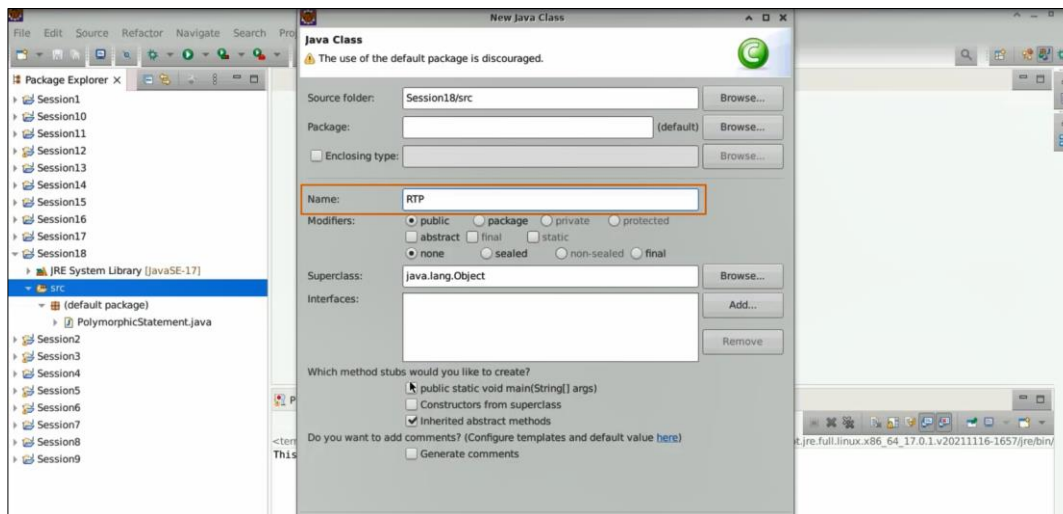 New Java Class
File Edit Source Refactor Navigate Search
Java Class
The use of the default package is discouraged.
Package Explorer
Session1
Session10
Session11
Session12
Session13
Session14
Session15
Session16
Session17
Session18
JRE System Library [JavaSE-17]
src
(default package)
PolymorphicStatement.java
Session2
Session3
Session4
Session5
Session6
Session7
Session8
Session9
Source folder: Session18/src Browse...
Package: (default) Browse...
Enclosing type: Browse...
Name: RTP
Modifiers: public package private protected
abstract final static
none sealed non-sealed final
Superclass: java.lang.Object Browse...
Interfaces: Add...
Remove
Which method stubs would you like to create?
public static void main(String[] args)
Constructors from superclass
Inherited abstract methods
Do you want to add comments? (Configure templates and default value here)
Generate comments
This
.jre.full.linux.x86_64_17.0.1.v20211116-1657/jre/bin/